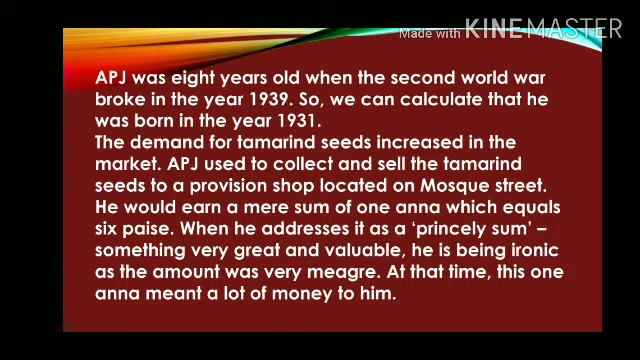 Made with KINEMASTER
APJ was eight years old when the second world war
broke in the year 1939. So, we can calculate that he
was born in the year 1931.
The demand for tamarind seeds increased in the
market. APJ used to collect and sell the tamarind
seeds to a provision shop located on Mosque street.
He would earn a mere sum of one anna which equals
six paise. When he addresses it as a ‘princely sum’ –
something very great and valuable, he is being ironic
as the amount was very meagre. At that time, this one
anna meant a lot of money to him.